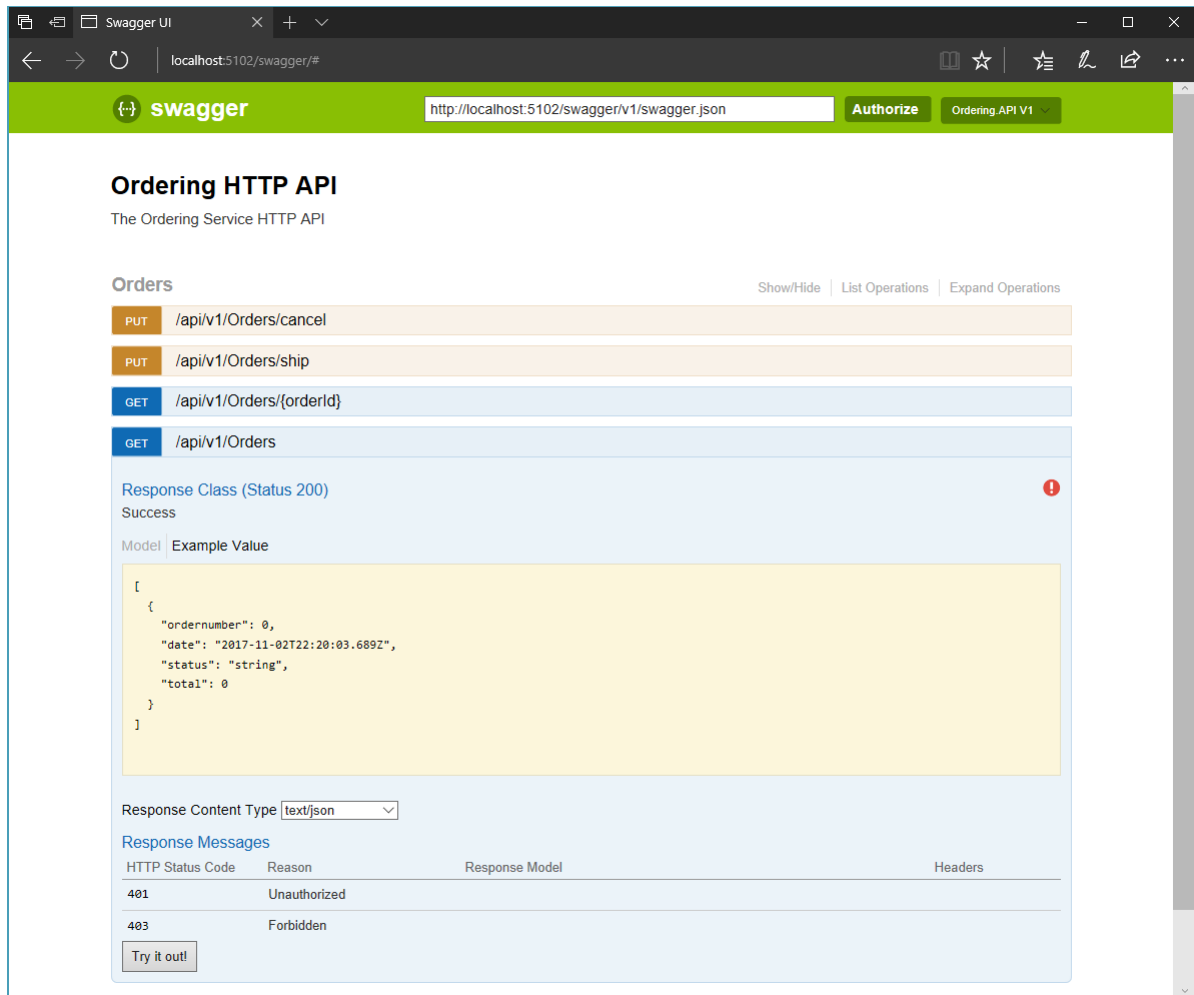 Swagger UI
localhost:5102/swagger/#
{··} swagger http://localhost:5102/swagger/v1/swagger.json Authorize Ordering.API V1
Ordering HTTP API
The Ordering Service HTTP API
Orders Show/Hide List Operations Expand Operations
PUT /api/v1/Orders/cancel
PUT /api/v1/Orders/ship
GET /api/v1/Orders/{orderId}
GET /api/v1/Orders
Response Class (Status 200)
Success
Model Example Value
[
{
"ordernumber": 0,
"date": "2017-11-02T22:20:03.689Z",
"status": "string",
"total": 0
}
]
Response Content Type text/json
Response Messages
HTTP Status Code Reason Response Model Headers
401 Unauthorized
403 Forbidden
Try it out!